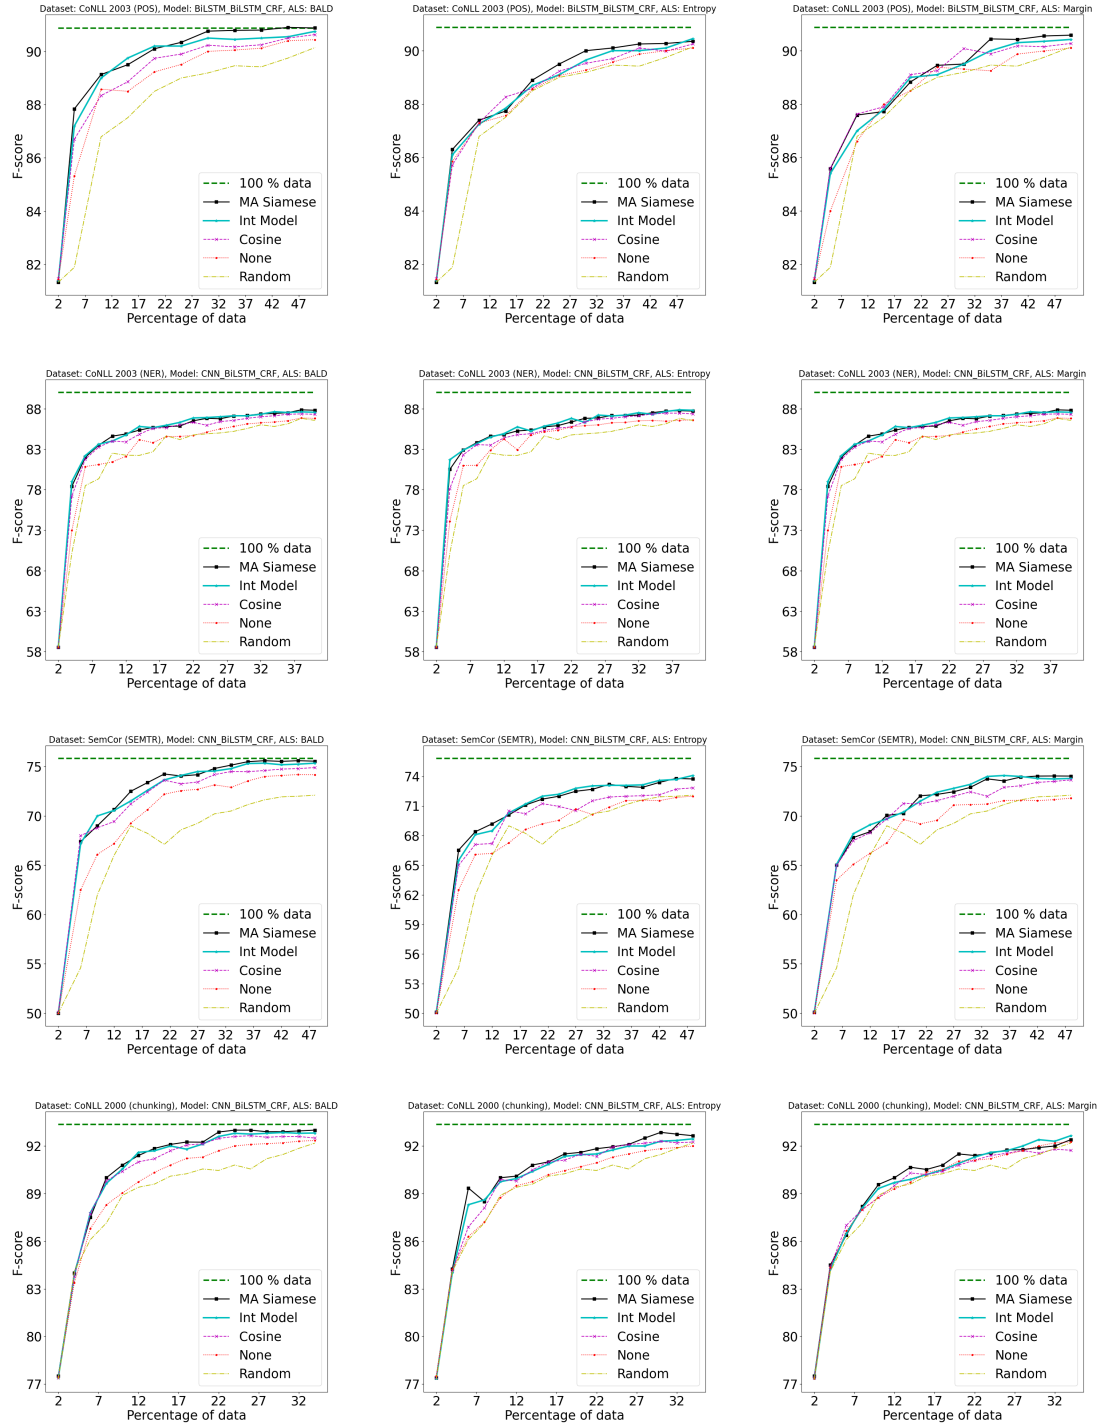 Dataset: CoNLL 2003 (POS), Model: BiLSTM_BiLSTM_CRF, ALS: BALD
F-score
90
88
86
84
82
100 % data
MA Siamese
Int Model
Cosine
None
Random
2 7 12 17 22 27 32 37 42 47
Percentage of data
Dataset: CoNLL 2003 (POS), Model: BiLSTM_BiLSTM_CRF, ALS: Entropy
F-score
90
88
86
84
82
100 % data
MA Siamese
Int Model
Cosine
None
Random
2 7 12 17 22 27 32 37 42 47
Percentage of data
Dataset: CoNLL 2003 (POS), Model: BiLSTM_BiLSTM_CRF, ALS: Margin
F-score
90
88
86
84
82
100 % data
MA Siamese
Int Model
Cosine
None
Random
2 7 12 17 22 27 32 37 42 47
Percentage of data
Dataset: CoNLL 2003 (NER), Model: CNN_BiLSTM_CRF, ALS: BALD
F-score
88
83
78
73
68
63
58
100 % data
MA Siamese
Int Model
Cosine
None
Random
2 7 12 17 22 27 32 37
Percentage of data
Dataset: CoNLL 2003 (NER), Model: CNN_BiLSTM_CRF, ALS: Entropy
F-score
88
83
78
73
68
63
58
100 % data
MA Siamese
Int Model
Cosine
None
Random
2 7 12 17 22 27 32 37
Percentage of data
Dataset: CoNLL 2003 (NER), Model: CNN_BiLSTM_CRF, ALS: Margin
F-score
88
83
78
73
68
63
58
100 % data
MA Siamese
Int Model
Cosine
None
Random
2 7 12 17 22 27 32 37
Percentage of data
Dataset: SemCor (SEMTR), Model: CNN_BiLSTM_CRF, ALS: BALD
F-score
75
70
65
60
55
50
100 % data
MA Siamese
Int Model
Cosine
None
Random
2 7 12 17 22 27 32 37 42 47
Percentage of data
Dataset: SemCor (SEMTR), Model: CNN_BiLSTM_CRF, ALS: Entropy
F-score
74
71
68
65
62
59
56
53
50
100 % data
MA Siamese
Int Model
Cosine
None
Random
2 7 12 17 22 27 32 37 42 47
Percentage of data
Dataset: SemCor (SEMTR), Model: CNN_BiLSTM_CRF, ALS: Margin
F-score
75
70
65
60
55
50
100 % data
MA Siamese
Int Model
Cosine
None
Random
2 7 12 17 22 27 32 37 42 47
Percentage of data
Dataset: CoNLL 2000 (chunking), Model: CNN_BiLSTM_CRF, ALS: BALD
F-score
92
89
86
83
80
77
100 % data
MA Siamese
Int Model
Cosine
None
Random
2 7 12 17 22 27 32
Percentage of data
Dataset: CoNLL 2000 (chunking), Model: CNN_BiLSTM_CRF, ALS: Entropy
F-score
92
89
86
83
80
77
100 % data
MA Siamese
Int Model
Cosine
None
Random
2 7 12 17 22 27 32
Percentage of data
Dataset: CoNLL 2000 (chunking), Model: CNN_BiLSTM_CRF, ALS: Margin
F-score
92
89
86
83
80
77
100 % data
MA Siamese
Int Model
Cosine
None
Random
2 7 12 17 22 27 32
Percentage of data